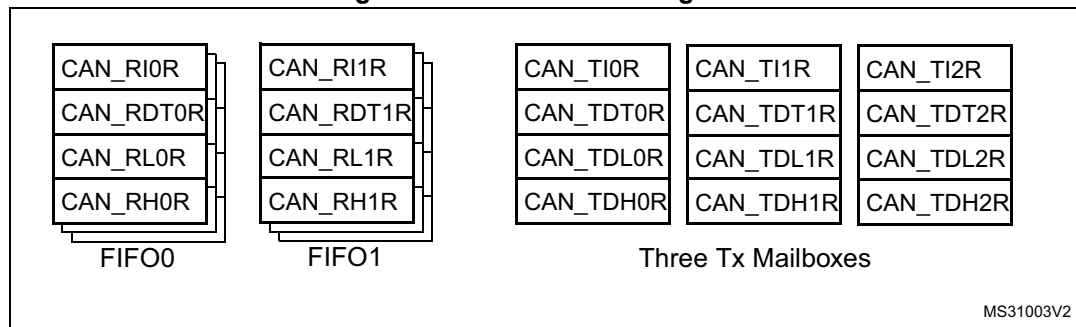 CAN_RI0R CAN_RI1R CAN_TI0R CAN_TI1R CAN_TI2R
CAN_RDT0R CAN_RDT1R CAN_TDT0R CAN_TDT1R CAN_TDT2R
CAN_RL0R CAN_RL1R CAN_TDL0R CAN_TDL1R CAN_TDL2R
CAN_RH0R CAN_RH1R CAN_TDH0R CAN_TDH1R CAN_TDH2R
FIFO0 FIFO1 Three Tx Mailboxes
MS31003V2